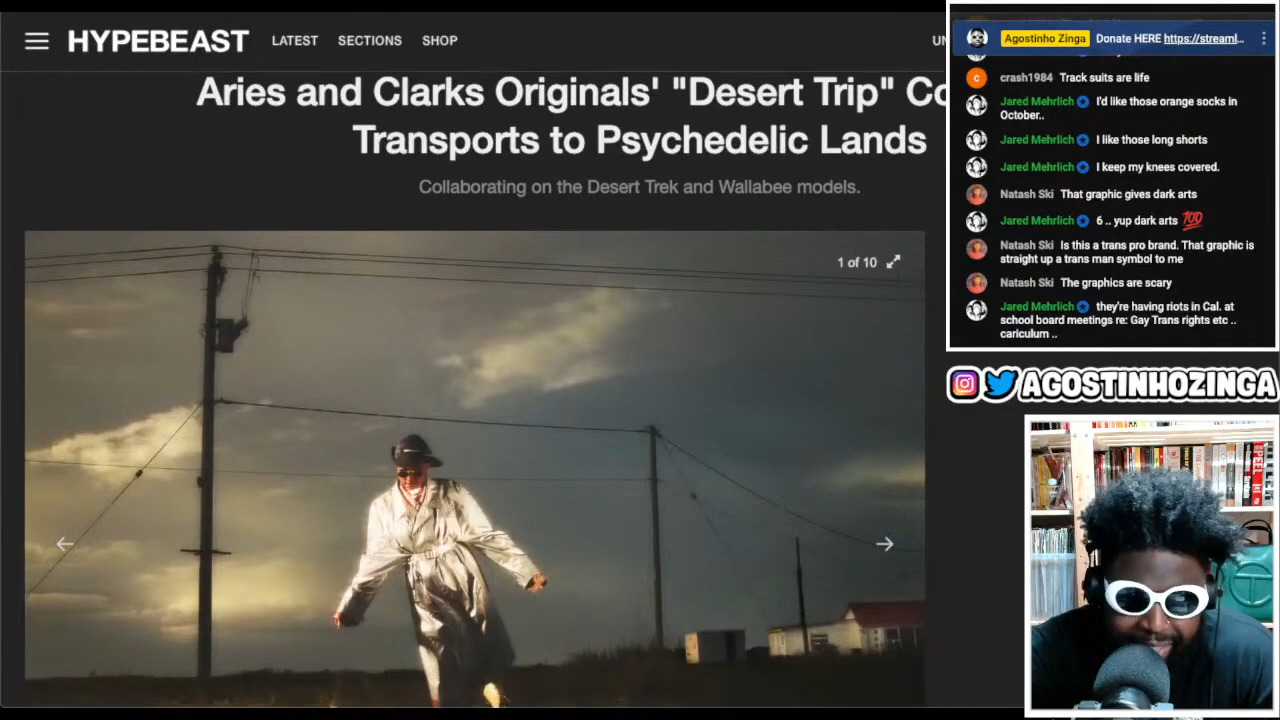 HYPEBEAST
LATEST
SECTIONS
SHOP
UN
Aries and Clarks Originals' "Desert Trip" Co
Transports to Psychedelic Lands
Collaborating on the Desert Trek and Wallabee models.
1 of 10
Agostinho Zinga Donate HERE https://streaml...
crash1984 Track suits are life
Jared Mehrlich I'd like those orange socks in
October..
Jared Mehrlich I like those long shorts
Jared Mehrlich I keep my knees covered.
Natash Ski That graphic gives dark arts
Jared Mehrlich 6 .. yup dark arts 💯
Natash Ski Is this a trans pro brand. That graphic is
straight up a trans man symbol to me
Natash Ski The graphics are scary
Jared Mehrlich they're having riots in Cal. at
school board meetings re: Gay Trans rights etc ..
cariculum ..
AGOSTINHOZINGA